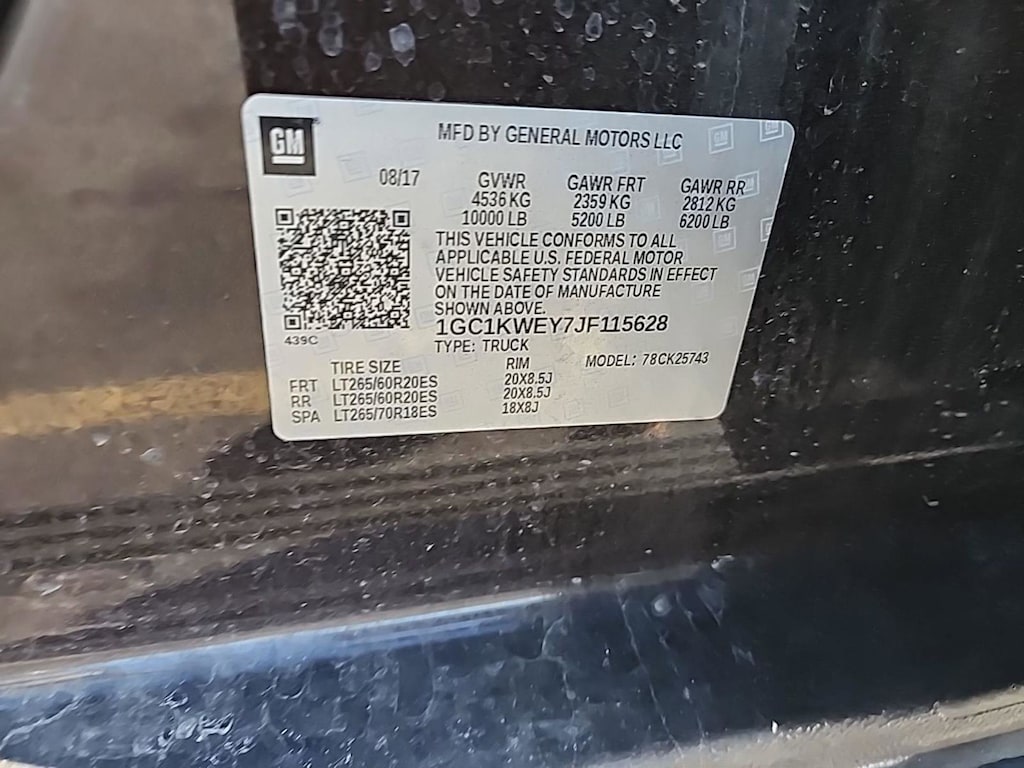 GM
MFD BY GENERAL MOTORS LLC
08/17 GVWR GAWR FRT GAWR RR
4536 KG 2359 KG 2812 KG
10000 LB 5200 LB 6200 LB
THIS VEHICLE CONFORMS TO ALL
APPLICABLE U.S. FEDERAL MOTOR
VEHICLE SAFETY STANDARDS IN EFFECT
ON THE DATE OF MANUFACTURE
SHOWN ABOVE.
1GC1KWEY7JF115628
439C
TYPE: TRUCK
TIRE SIZE RIM MODEL: 78CK25743
FRT LT265/60R20ES 20X8.5J
RR LT265/60R20ES 20X8.5J
SPA LT265/70R18ES 18X8J